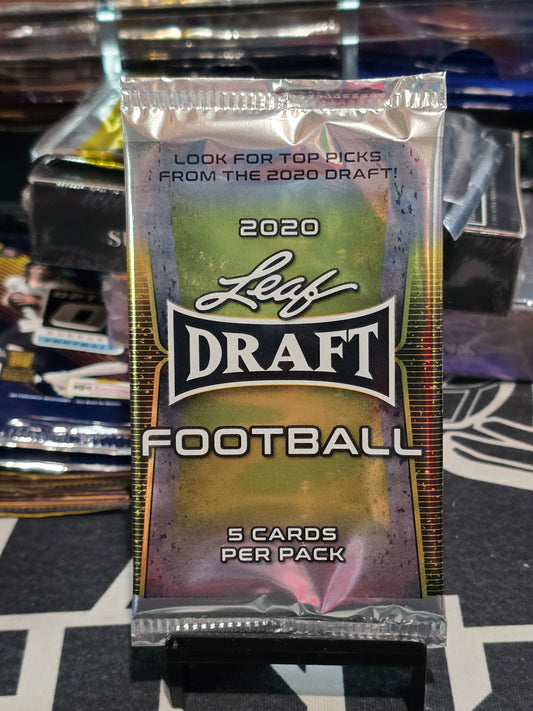 LOOK FOR TOP PICKS
FROM THE 2020 DRAFT!
2020
Leaf
DRAFT
FOOTBALL
5 CARDS
PER PACK